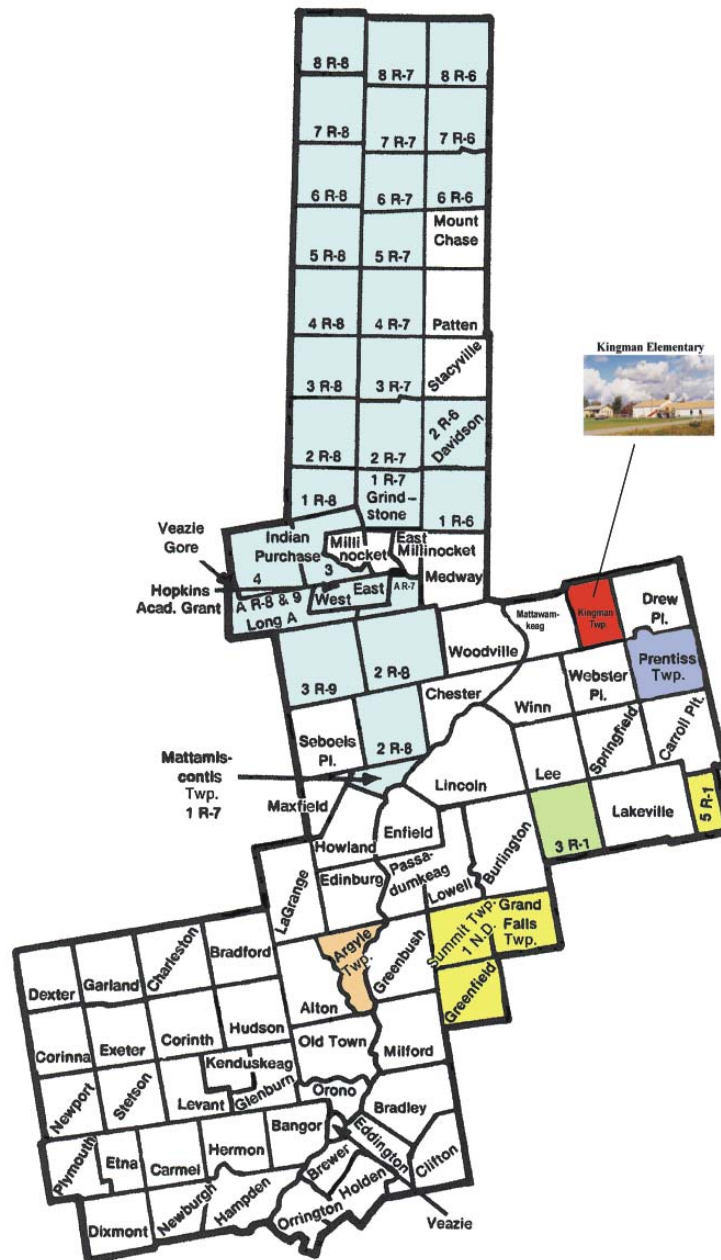 8 R-8
8 R-7
8 R-6
7 R-8
7 R-7
7 R-6
6 R-8
6 R-7
6 R-6
5 R-8
5 R-7
Mount
Chase
4 R-8
4 R-7
Patten
Kingman Elementary
3 R-8
3 R-7
Stacyville
2 R-8
2 R-7
2 R-6
Davidson
1 R-8
1 R-7
Grind-
stone
1 R-6
Veazie
Gore
Indian
Purchase
4
3
Milli
nocket
East
Millinocket
Medway
Hopkins
Acad. Grant
A R-8 & 9
Long A
West
East
A R-7
Woodville
Mattawam-
keag
Kingman
Twp.
Drew
Pl.
3 R-9
2 R-8
Chester
Winn
Webster
Pl.
Prentiss
Twp.
Seboeis
Pl.
2 R-8
Lincoln
Lee
Springfield
Carroll Plt.
Mattamis-
contis
Twp.
1 R-7
Maxfield
Howland
Enfield
Burlington
3 R-1
Lakeville
5 R-1
LaGrange
Edinburg
Passa-
dumkeag
Lowell
Summit Twp.
1 N.D.
Grand
Falls
Twp.
Argyle
Twp.
Greenbush
Greenfield
Dexter
Garland
Charleston
Bradford
Alton
Corinna
Exeter
Corinth
Hudson
Old Town
Milford
Newport
Stetson
Levant
Kenduskeag
Glenburn
Orono
Bradley
Plymouth
Etna
Carmel
Hermon
Bangor
Eddington
Clifton
Dixmont
Newburgh
Hampden
Brewer
Holden
Orrington
Veazie